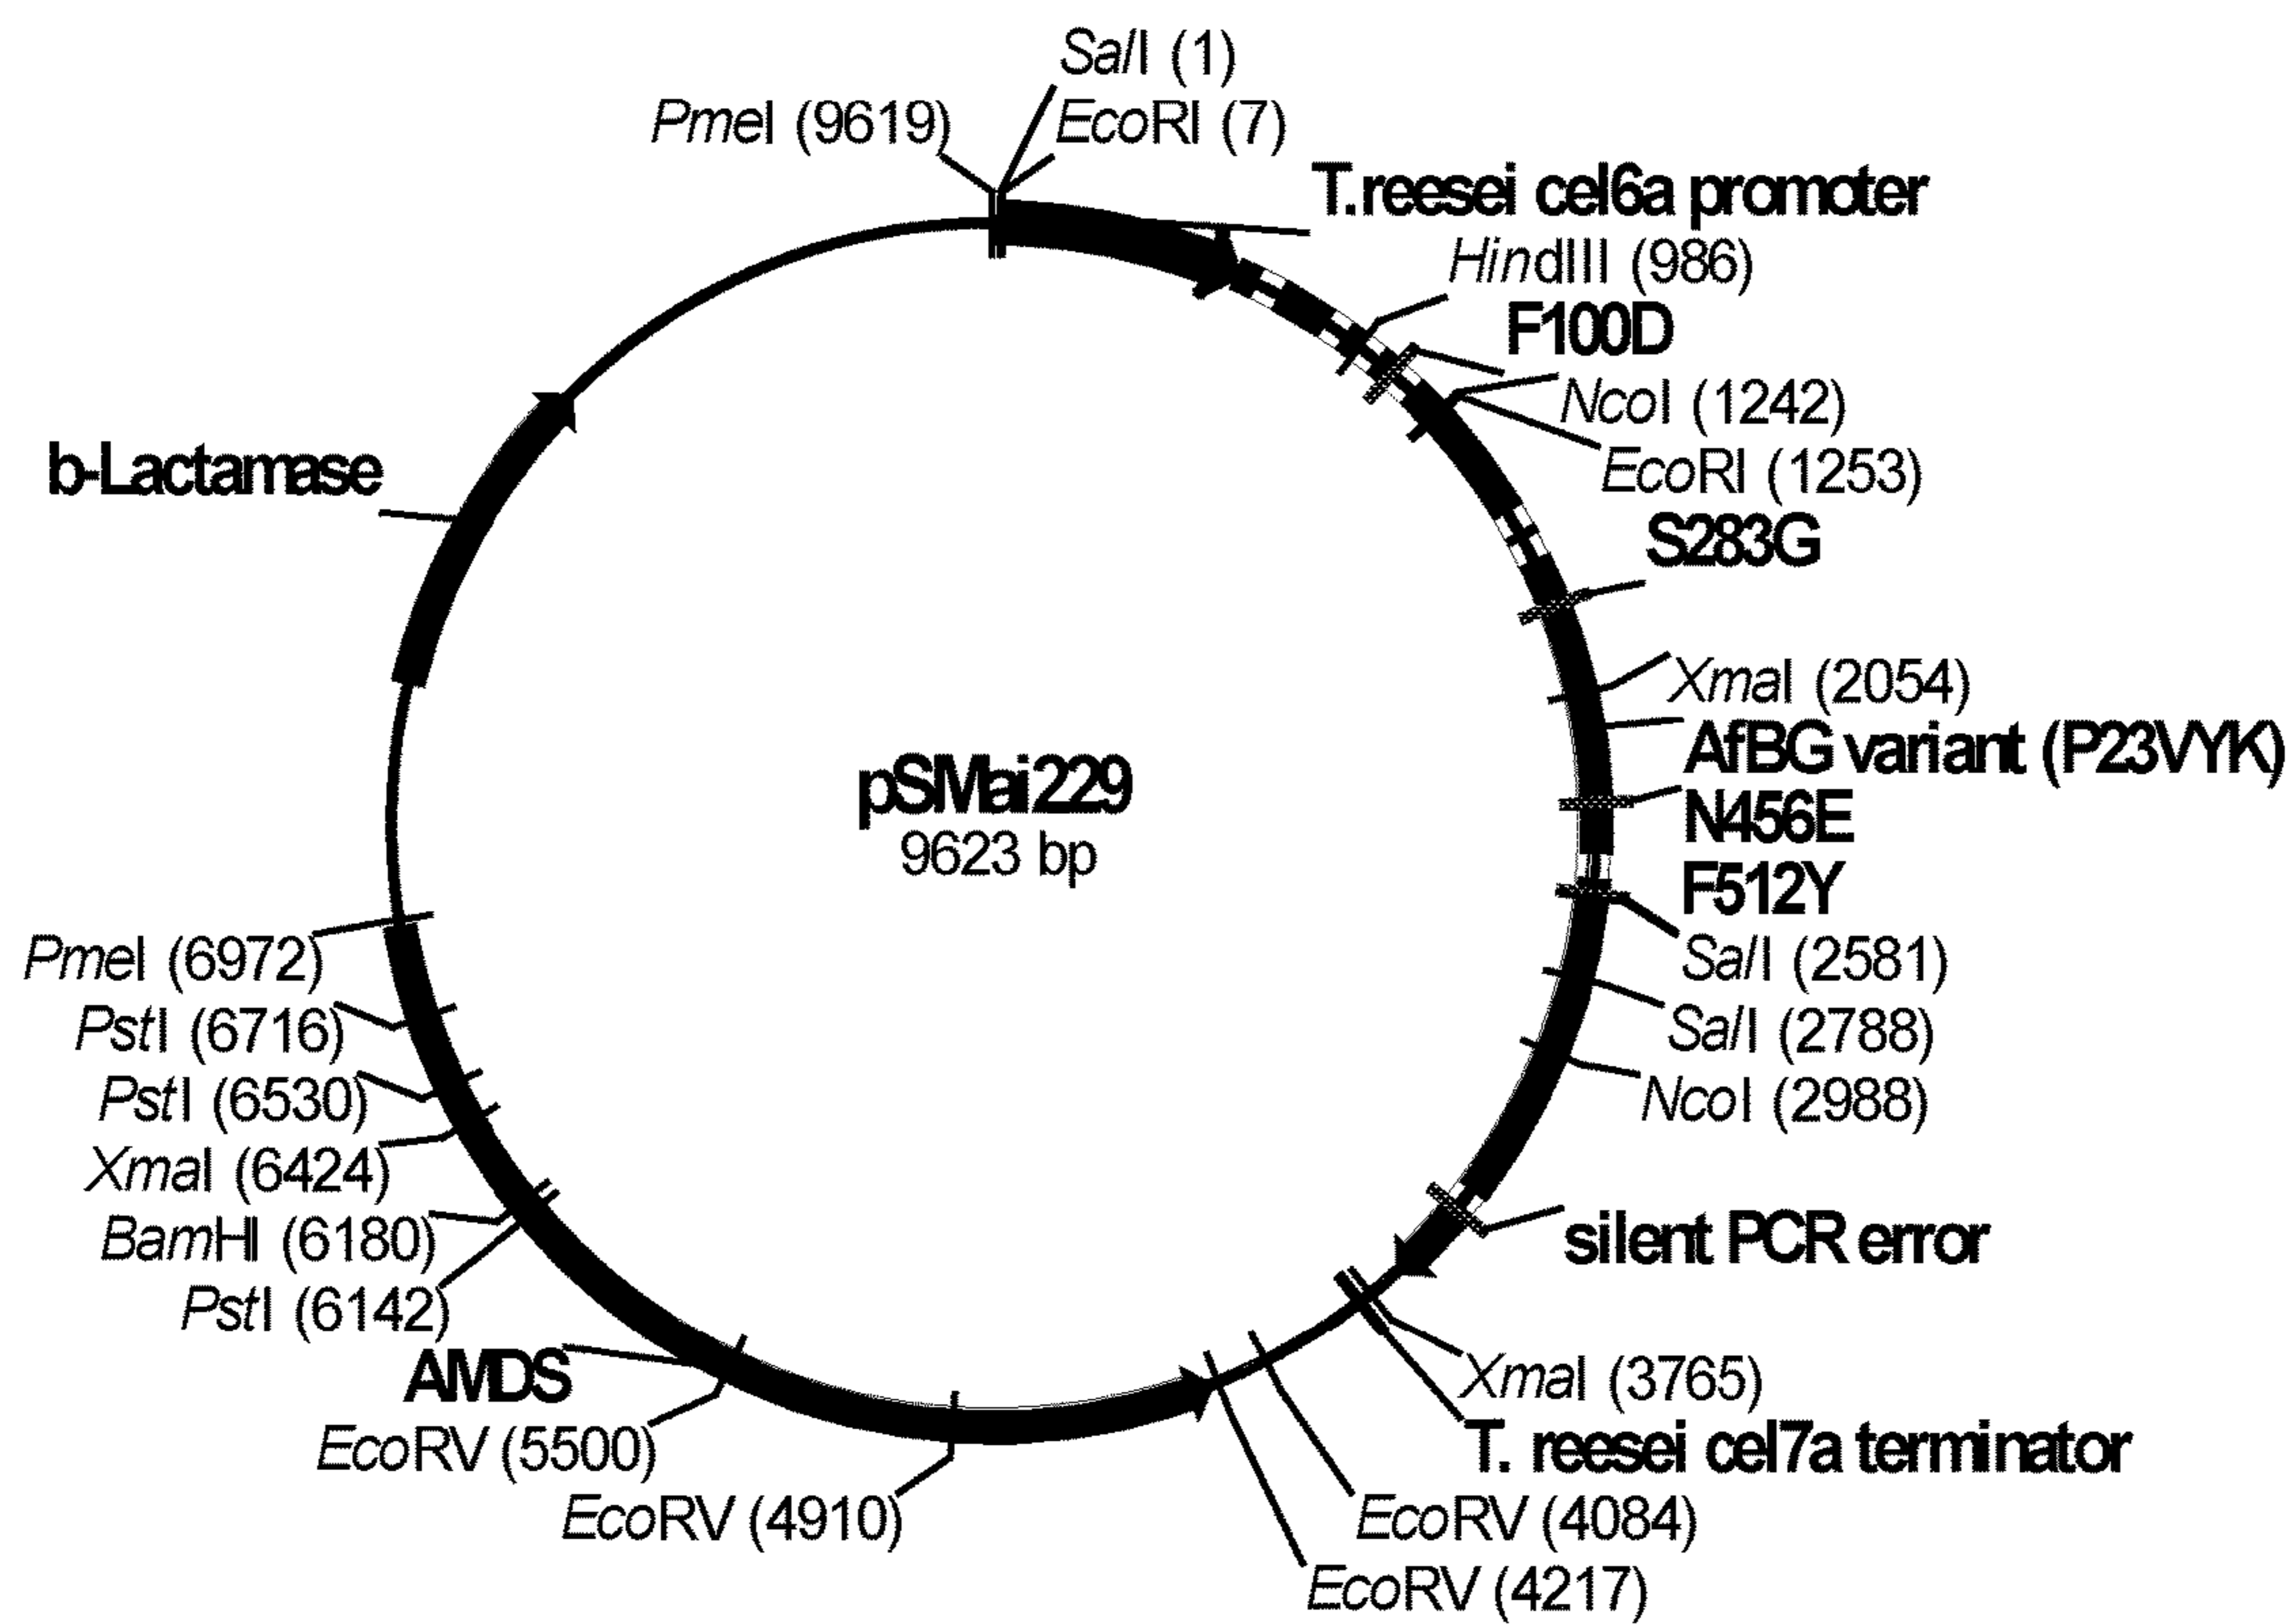 SalI (1)
PmeI (9619)
EcoRI (7)
T.reesei cel6a promoter
HindIII (986)
F100D
NcoI (1242)
EcoRI (1253)
S283G
XmaI (2054)
AfBG variant (P23VYK)
N456E
F512Y
SalI (2581)
SalI (2788)
NcoI (2988)
silent PCR error
XmaI (3765)
T. reesei cel7a terminator
EcoRV (4084)
EcoRV (4217)
EcoRV (4910)
EcoRV (5500)
AMDS
PstI (6142)
BamHI (6180)
XmaI (6424)
PstI (6530)
PstI (6716)
PmeI (6972)
b-Lactamase
pSMai229
9623 bp